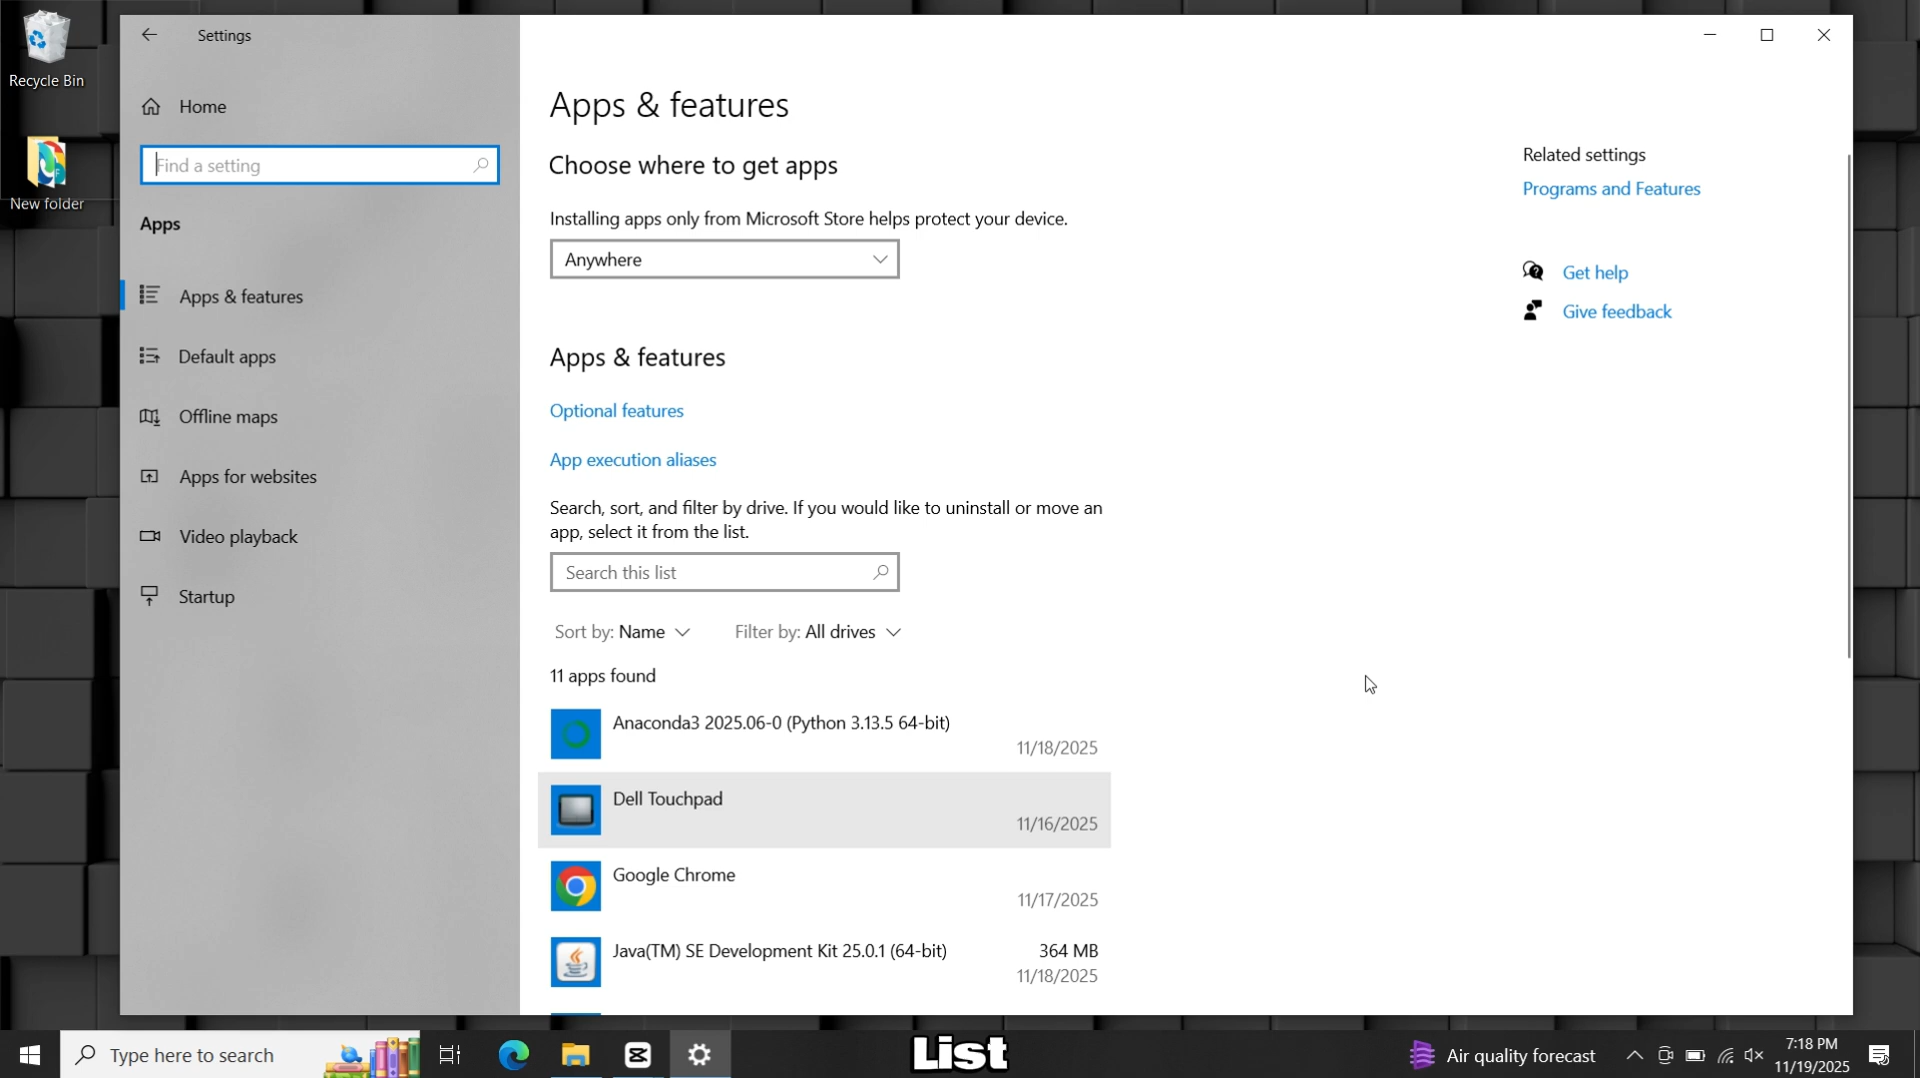 Recycle Bin
New folder
Settings
Home
Find a setting
Apps
Apps & features
Default apps
Offline maps
Apps for websites
Video playback
Startup
Apps & features
Choose where to get apps
Installing apps only from Microsoft Store helps protect your device.
Anywhere
Apps & features
Optional features
App execution aliases
Search, sort, and filter by drive. If you would like to uninstall or move an
app, select it from the list.
Search this list
Sort by: Name Filter by: All drives
11 apps found
Anaconda3 2025.06-0 (Python 3.13.5 64-bit)
11/18/2025
Dell Touchpad
11/16/2025
Google Chrome
11/17/2025
Java(TM) SE Development Kit 25.0.1 (64-bit) 364 MB
11/18/2025
Related settings
Programs and Features
Get help
Give feedback
Type here to search
List
Air quality forecast
7:18 PM
11/19/2025